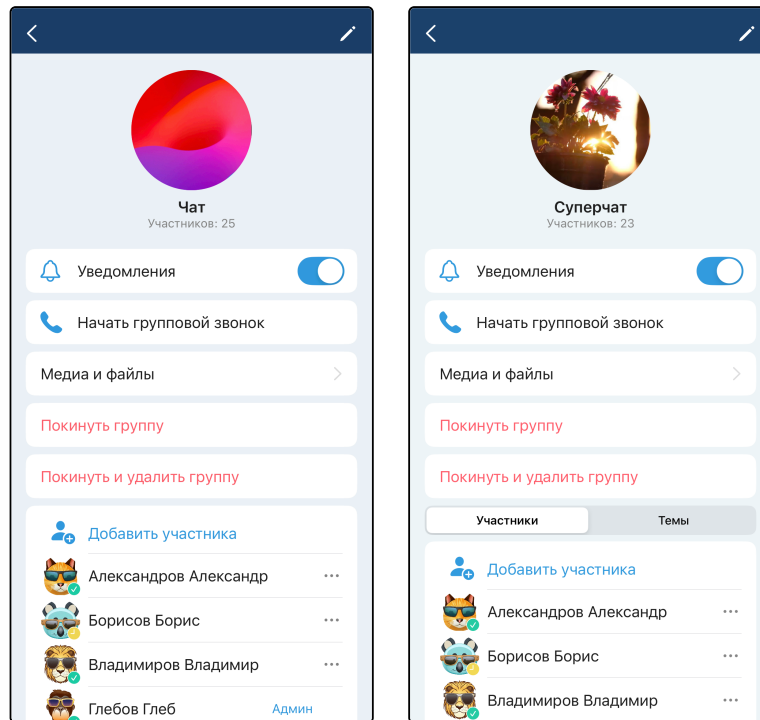 Чат
Участников: 25
Уведомления
Начать групповой звонок
Медиа и файлы
Покинуть группу
Покинуть и удалить группу
Добавить участника
Александров Александр
Борисов Борис
Владимиров Владимир
Глебов Глеб Админ
Суперчат
Участников: 23
Уведомления
Начать групповой звонок
Медиа и файлы
Покинуть группу
Покинуть и удалить группу
Участники Темы
Добавить участника
Александров Александр
Борисов Борис
Владимиров Владимир